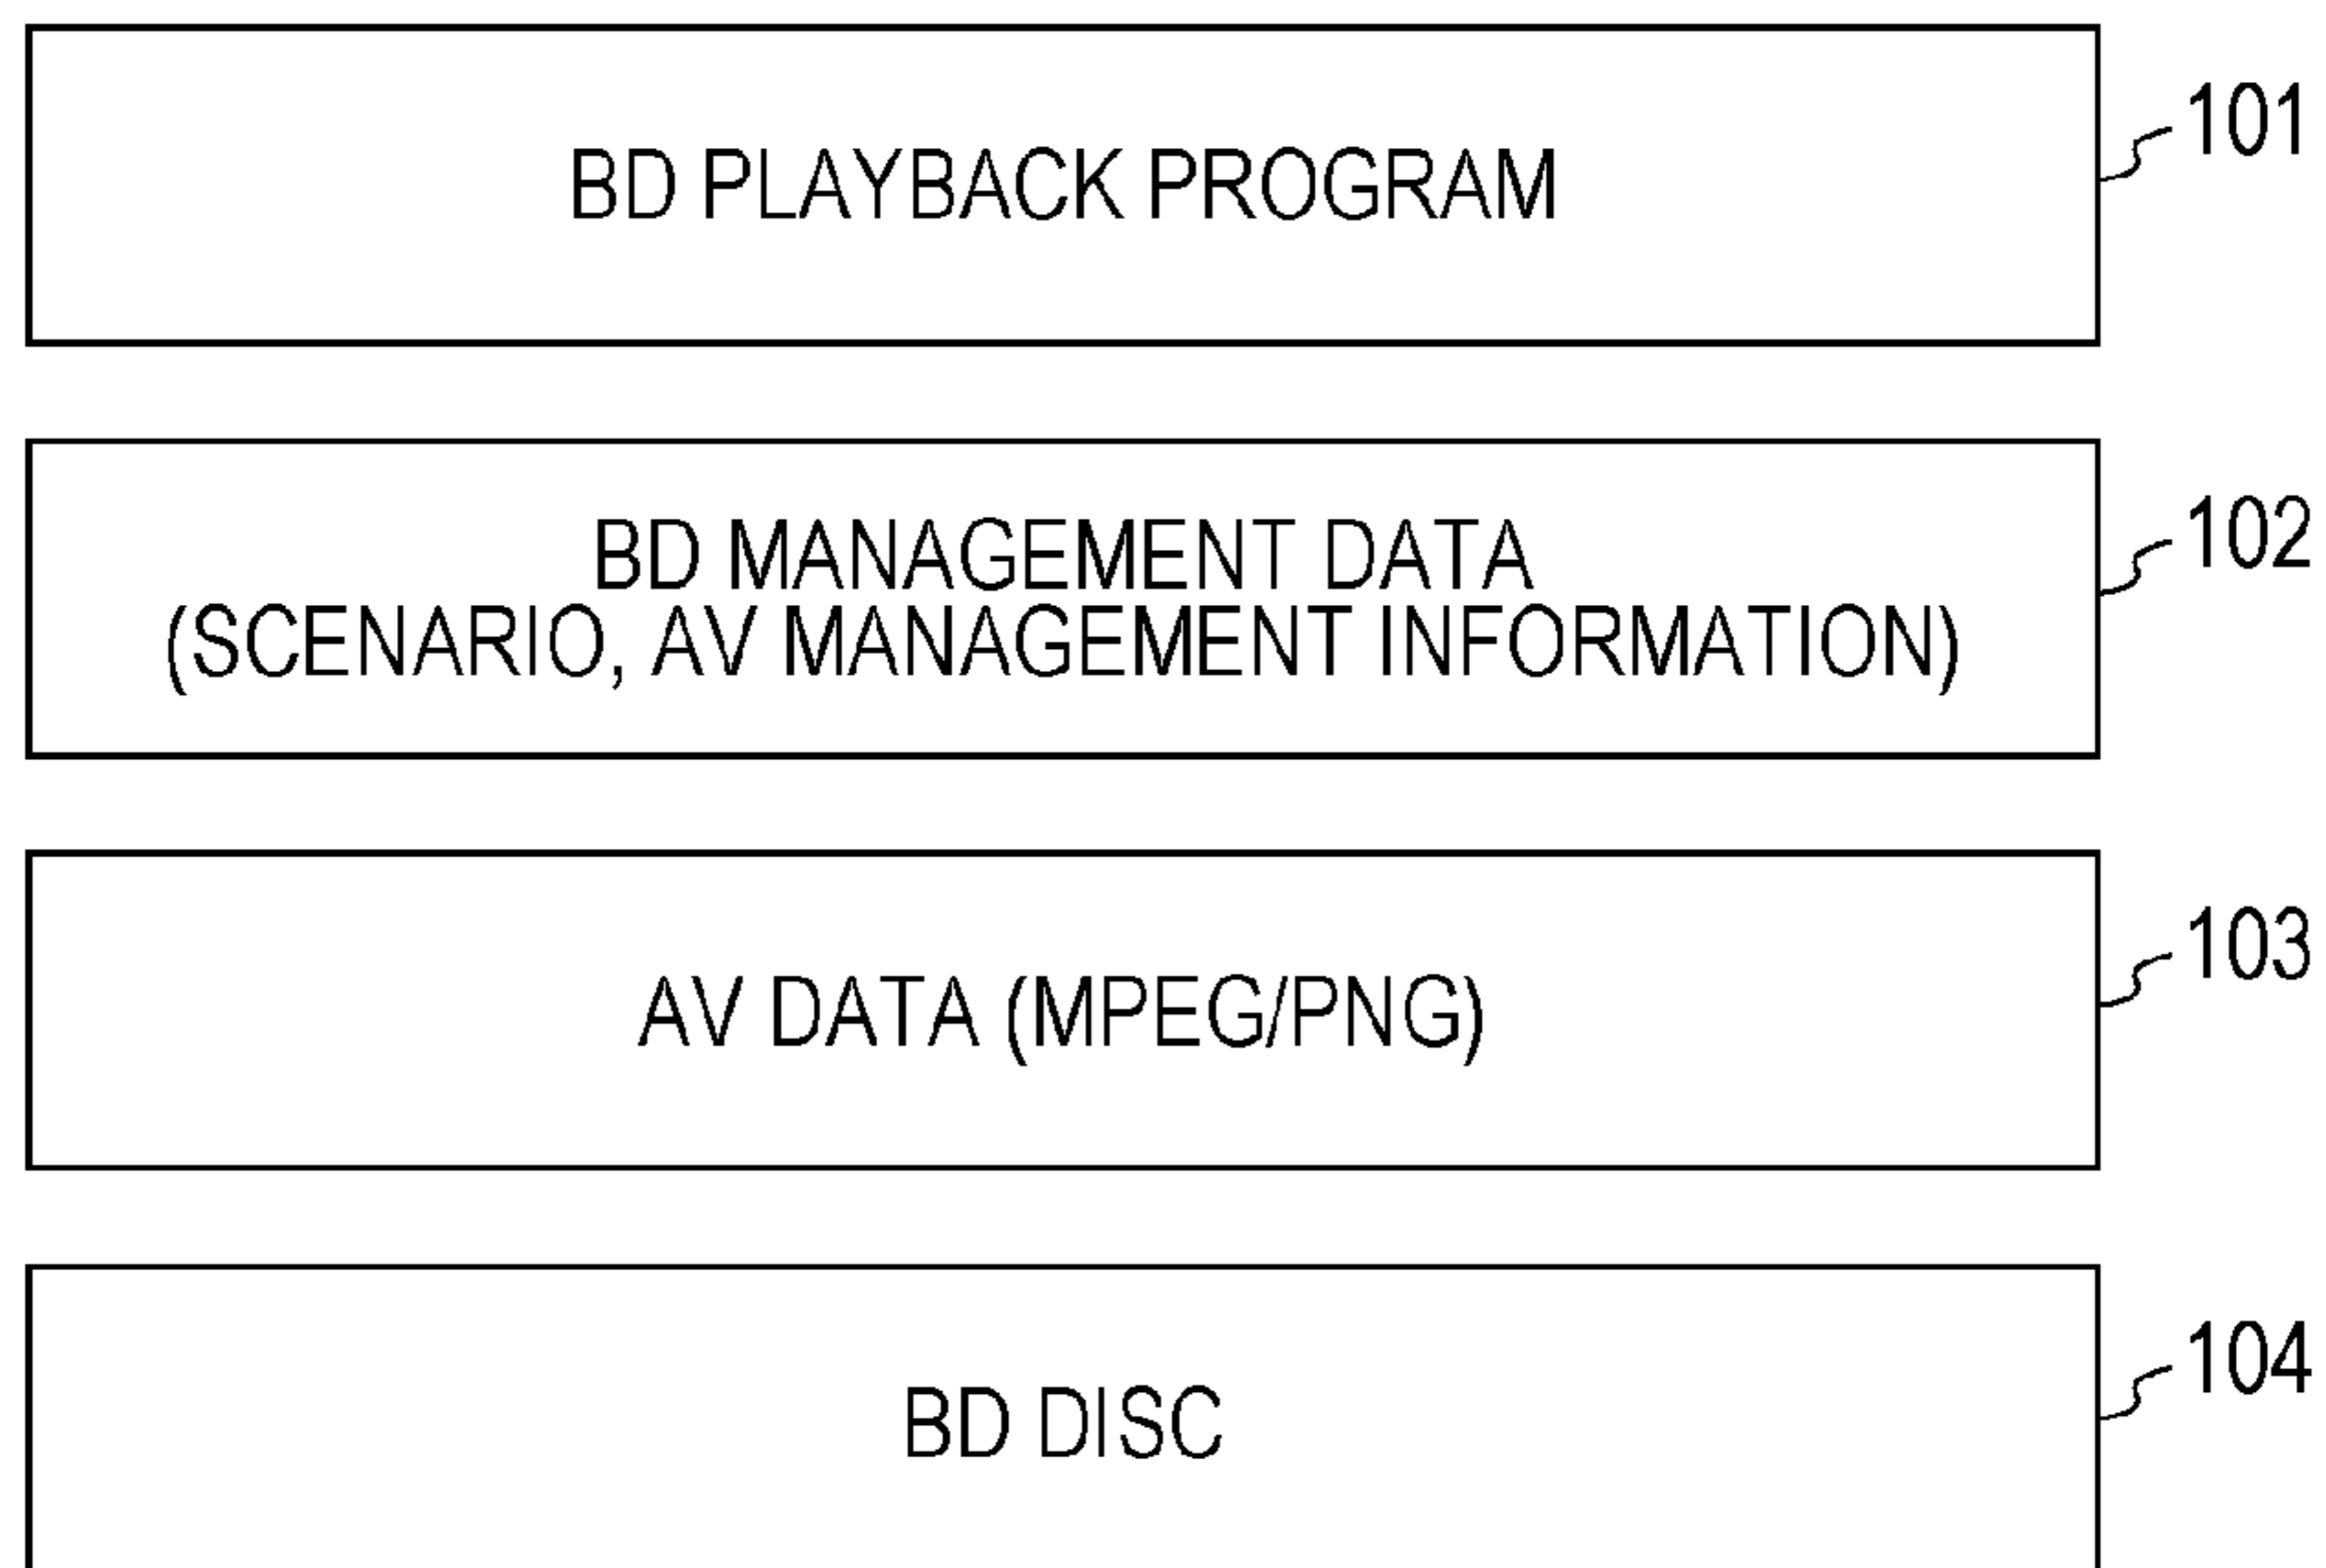 BD PLAYBACK PROGRAM
101
BD MANAGEMENT DATA
(SCENARIO, AV MANAGEMENT INFORMATION)
102
AV DATA (MPEG/PNG)
103
BD DISC
104